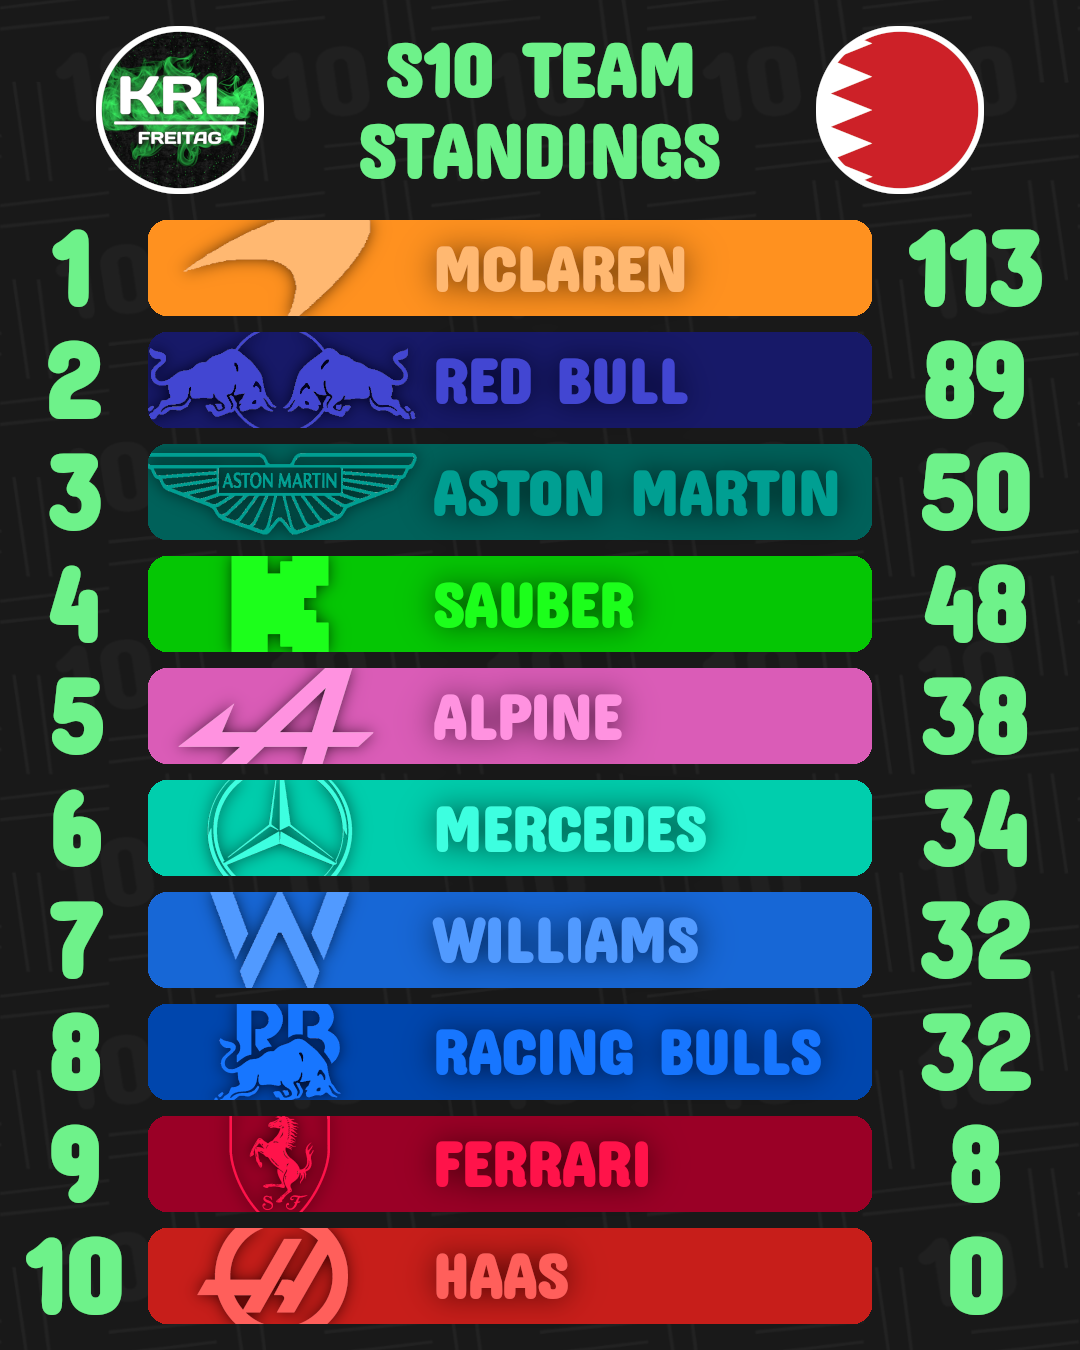 KRL
FREITAG
S10 TEAM
STANDINGS
1 MCLAREN 113
2 RED BULL 89
3 ASTON MARTIN ASTON MARTIN 50
4 SAUBER 48
5 ALPINE 38
6 MERCEDES 34
7 WILLIAMS 32
8 RB RACING BULLS 32
9 S F FERRARI 8
10 HAAS 0